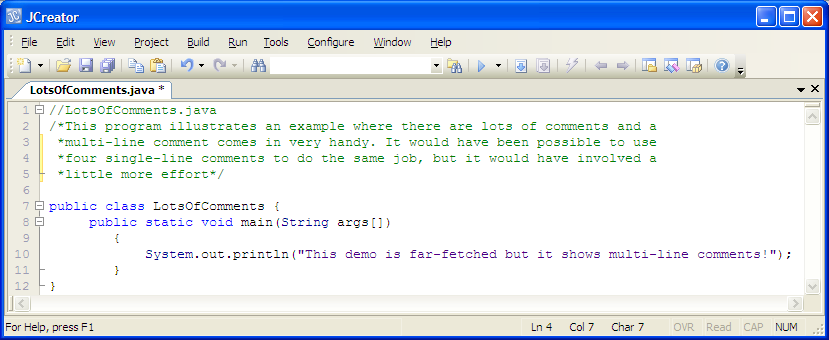 JCreator
File Edit View Project Build Run Tools Configure Window Help
LotsOfComments.java *
1 //LotsOfComments.java
2 /*This program illustrates an example where there are lots of comments and a
3 *multi-line comment comes in very handy. It would have been possible to use
4 *four single-line comments to do the same job, but it would have involved a
5 *little more effort*/
6
7 public class LotsOfComments {
8 public static void main(String args[])
9 {
10 System.out.println("This demo is far-fetched but it shows multi-line comments!");
11 }
12 }
For Help, press F1 Ln 4 Col 7 Char 7 OVR Read CAP NUM